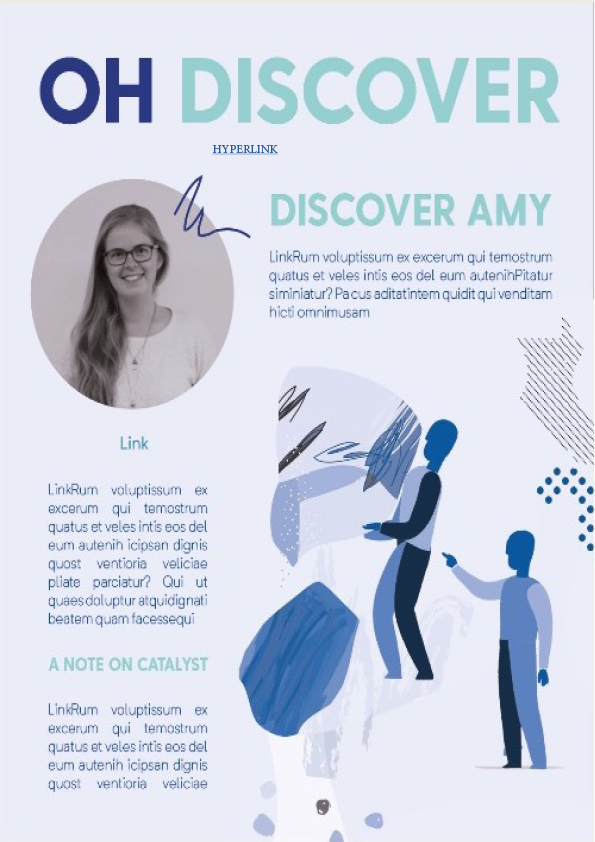 OH DISCOVER
HYPERLINK
DISCOVER AMY
LinkRum voluptissum ex excerum qui temostrum
quatus et veles intis eos del eum autenihPitatur
siminiatur? Pa cus aditatintem quidit qui venditam
hicti omnimusam
Link
LinkRum voluptissum ex
excerum qui temostrum
quatus et veles intis eos del
eum autenih icipsan dignis
quost ventioria veliciae
pliate parciatur? Qui ut
quaes doluptur atquidignati
beatem quam facessequi
A NOTE ON CATALYST
LinkRum voluptissum ex
excerum qui temostrum
quatus et veles intis eos del
eum autenih icipsan dignis
quost ventioria veliciae